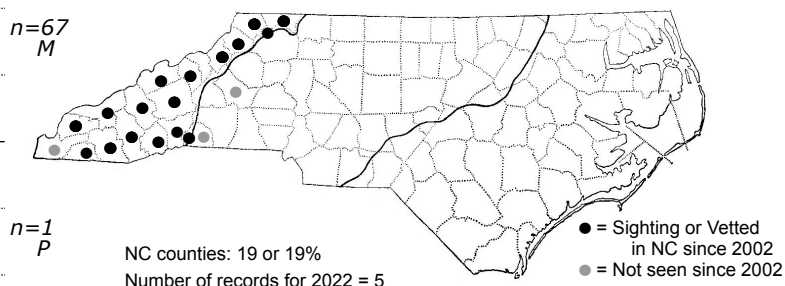 n=67
M
n=1
P
NC counties: 19 or 19%
Number of records for 2022 = 5
● = Sighting or Vetted
in NC since 2002
● = Not seen since 2002